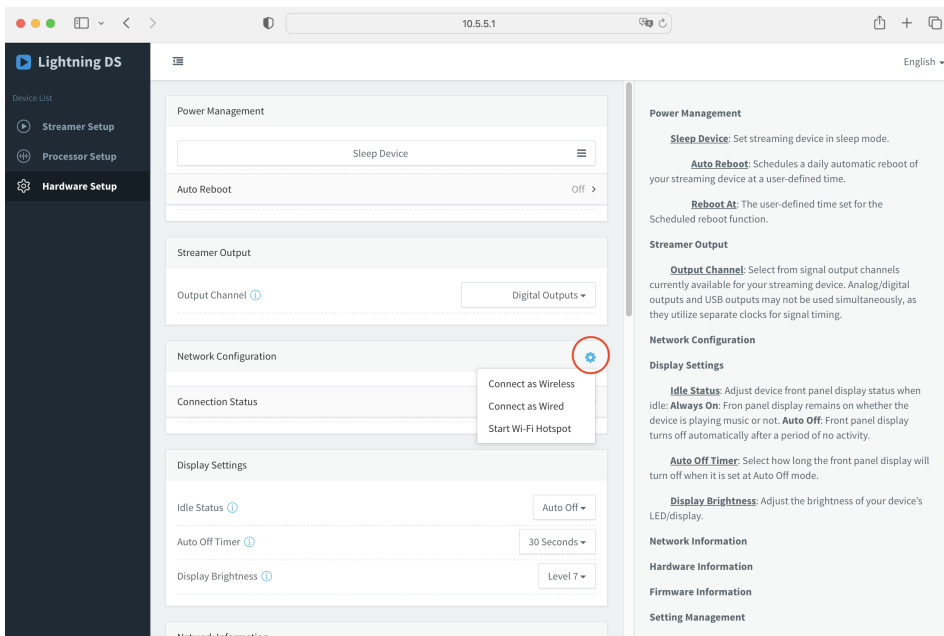 10.5.5.1
Lightning DS
English
Device List
Streamer Setup
Processor Setup
Hardware Setup
Power Management
Sleep Device
Auto Reboot Off
Streamer Output
Output Channel Digital Outputs
Network Configuration
Connect as Wireless
Connect as Wired
Start Wi-Fi Hotspot
Connection Status
Display Settings
Idle Status Auto Off
Auto Off Timer 30 Seconds
Display Brightness Level 7
Network Information
Power Management
Sleep Device: Set streaming device in sleep mode.
Auto Reboot: Schedules a daily automatic reboot of
your streaming device at a user-defined time.
Reboot At: The user-defined time set for the
Scheduled reboot function.
Streamer Output
Output Channel: Select from signal output channels
currently available for your streaming device. Analog/digital
outputs and USB outputs may not be used simultaneously, as
they utilize separate clocks for signal timing.
Network Configuration
Display Settings
Idle Status: Adjust device front panel display status when
idle: Always On: Fron panel display remains on whether the
device is playing music or not. Auto Off: Front panel display
turns off automatically after a period of no activity.
Auto Off Timer: Select how long the front panel display will
turn off when it is set at Auto Off mode.
Display Brightness: Adjust the brightness of your device's
LED/display.
Network Information
Hardware Information
Firmware Information
Setting Management